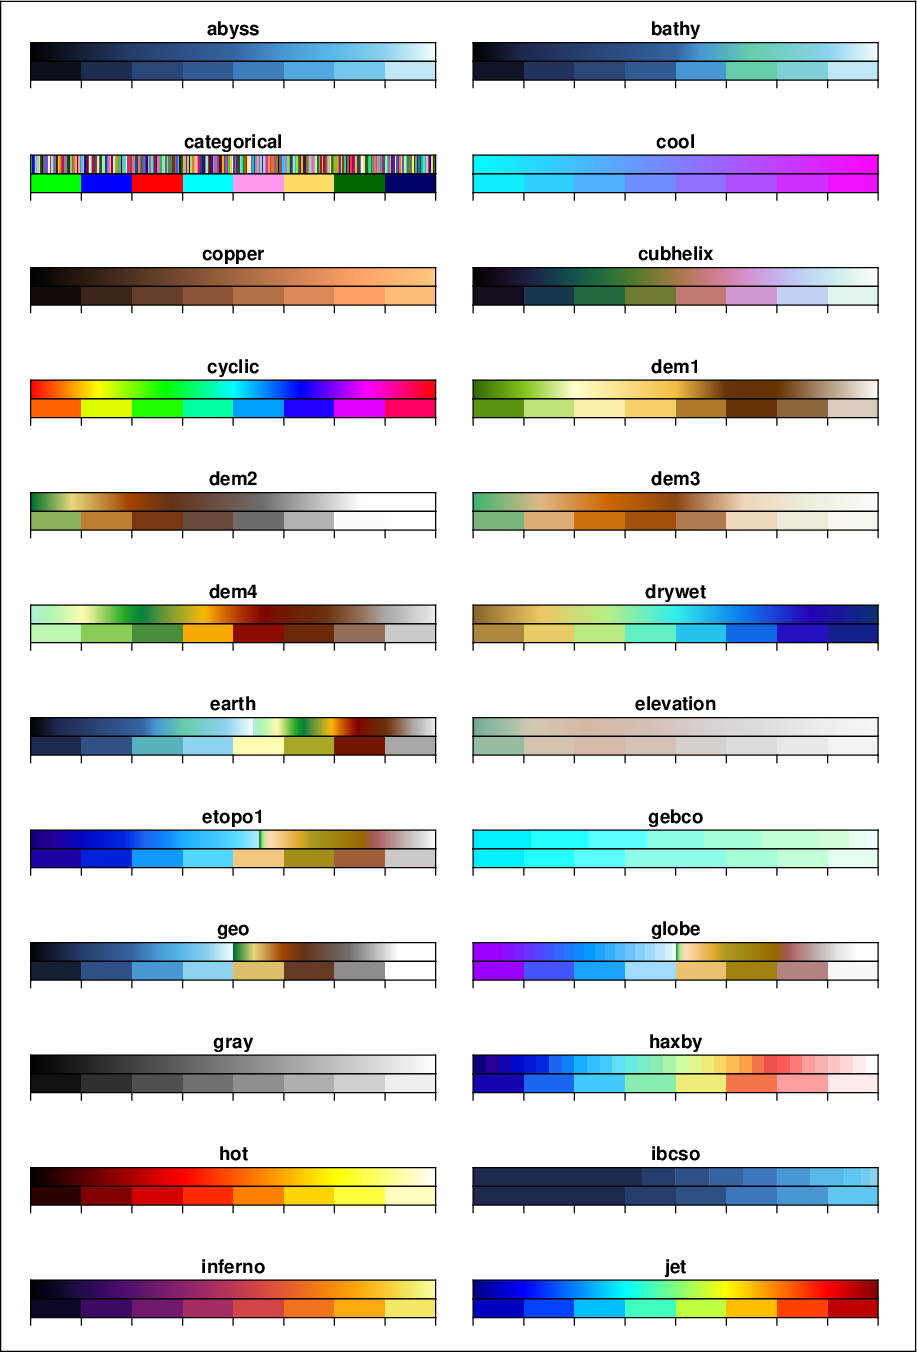 abyss
bathy
categorical
cool
copper
cubhelix
cyclic
dem1
dem2
dem3
dem4
drywet
earth
elevation
etopo1
gebco
geo
globe
gray
haxby
hot
ibcso
inferno
jet